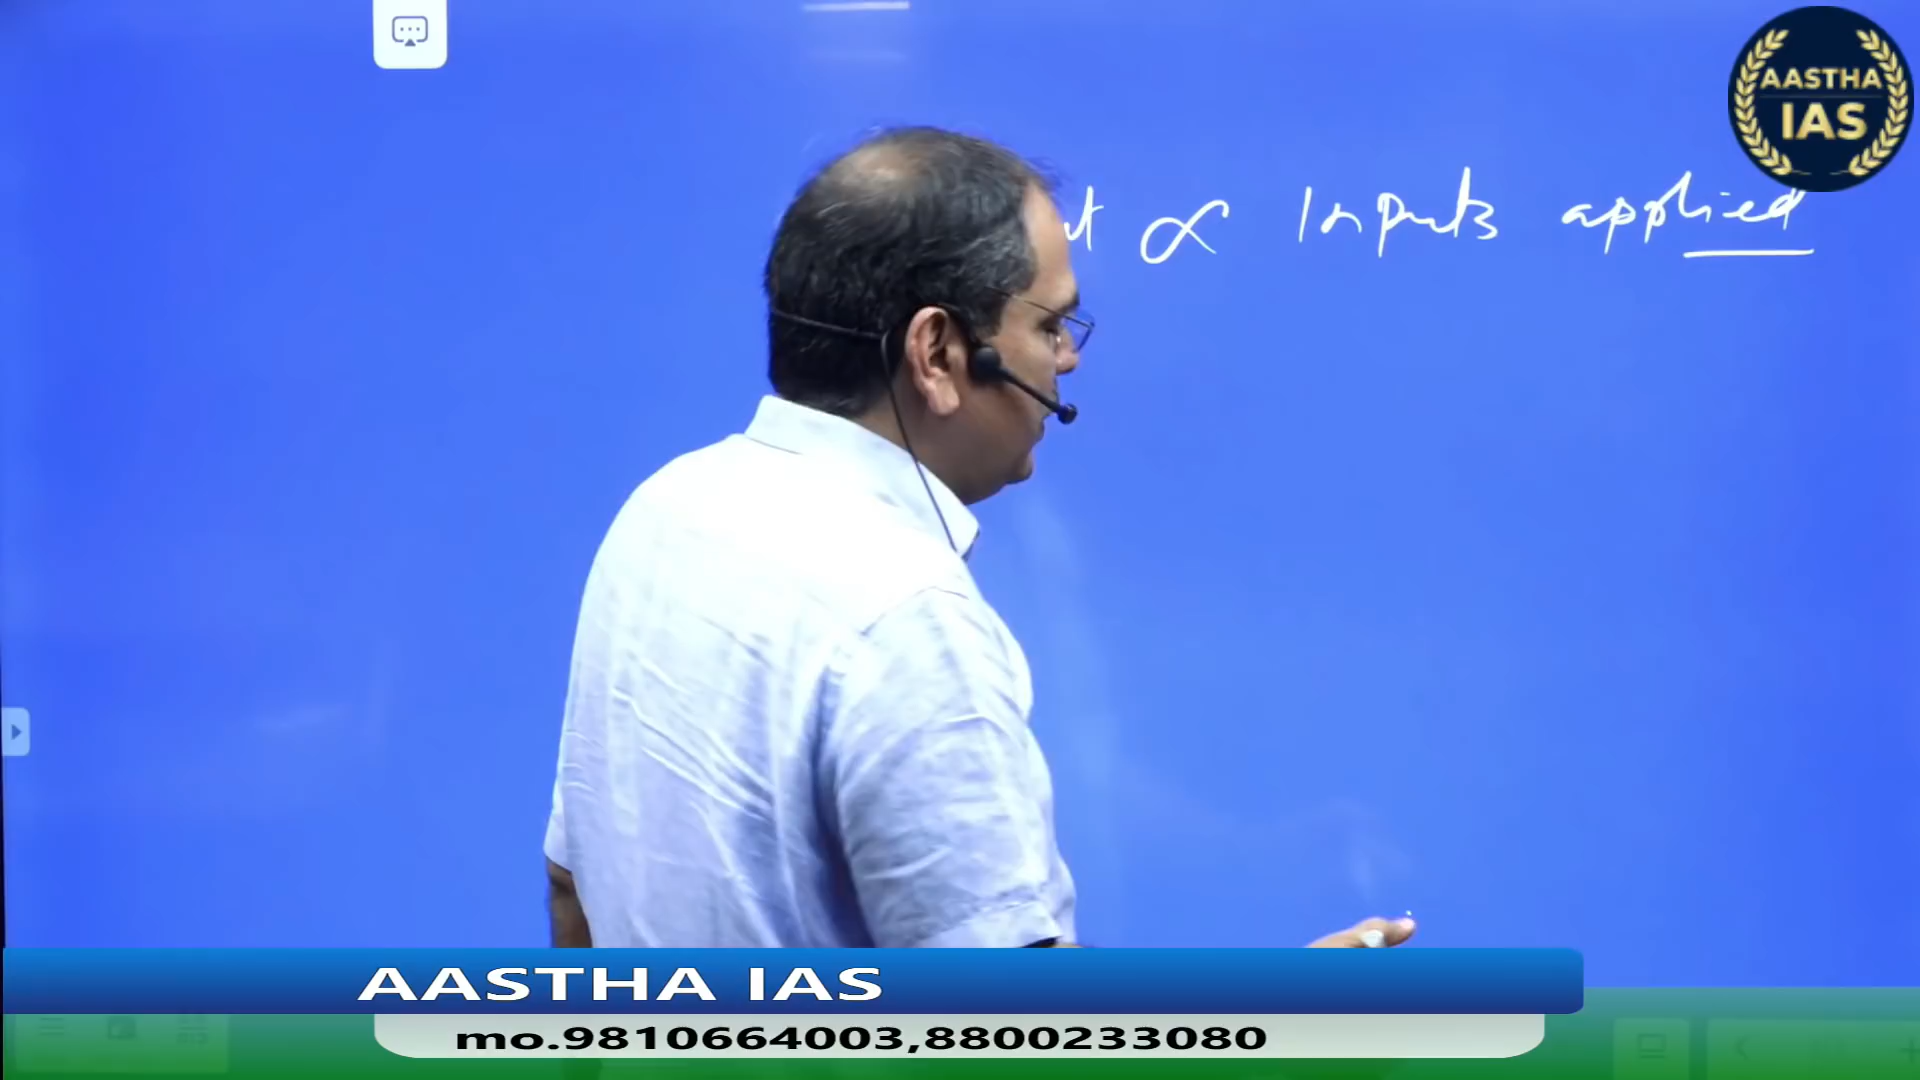 AASTHA
IAS
∝ Inputs applied
AASTHA IAS
mo.9810664003,8800233080